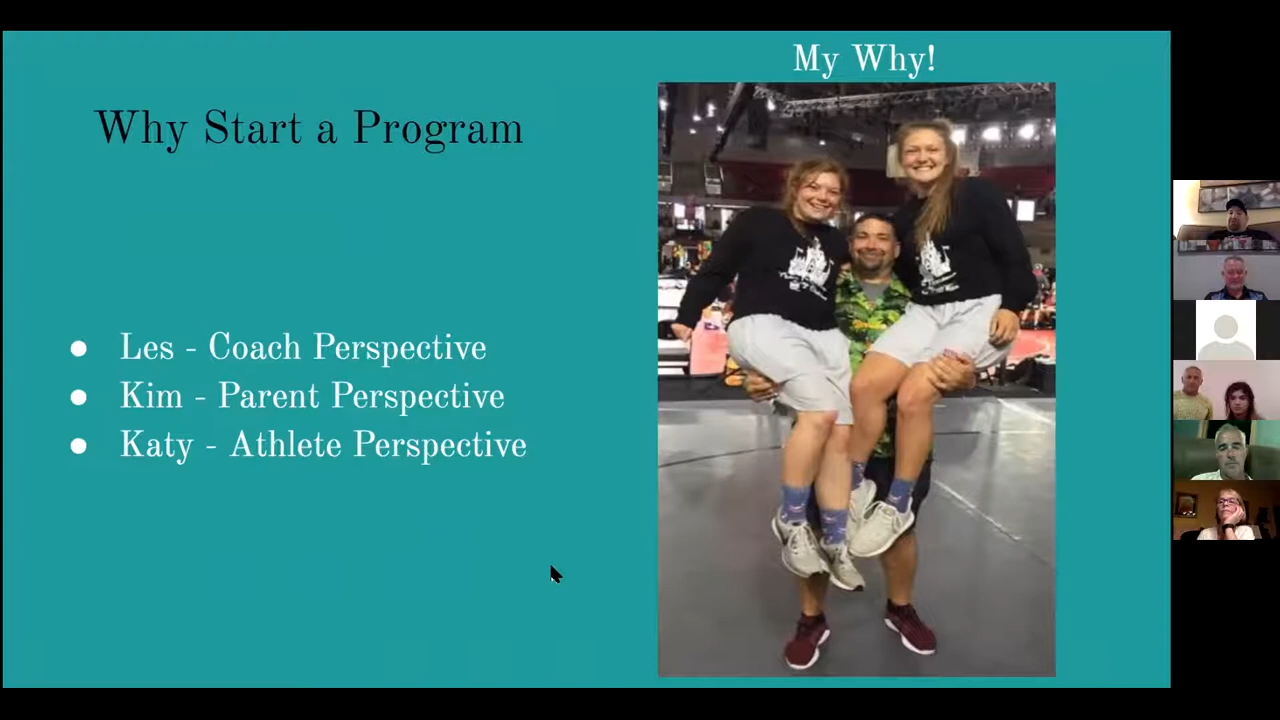 My Why!
Why Start a Program
Les - Coach Perspective
Kim - Parent Perspective
Katy - Athlete Perspective